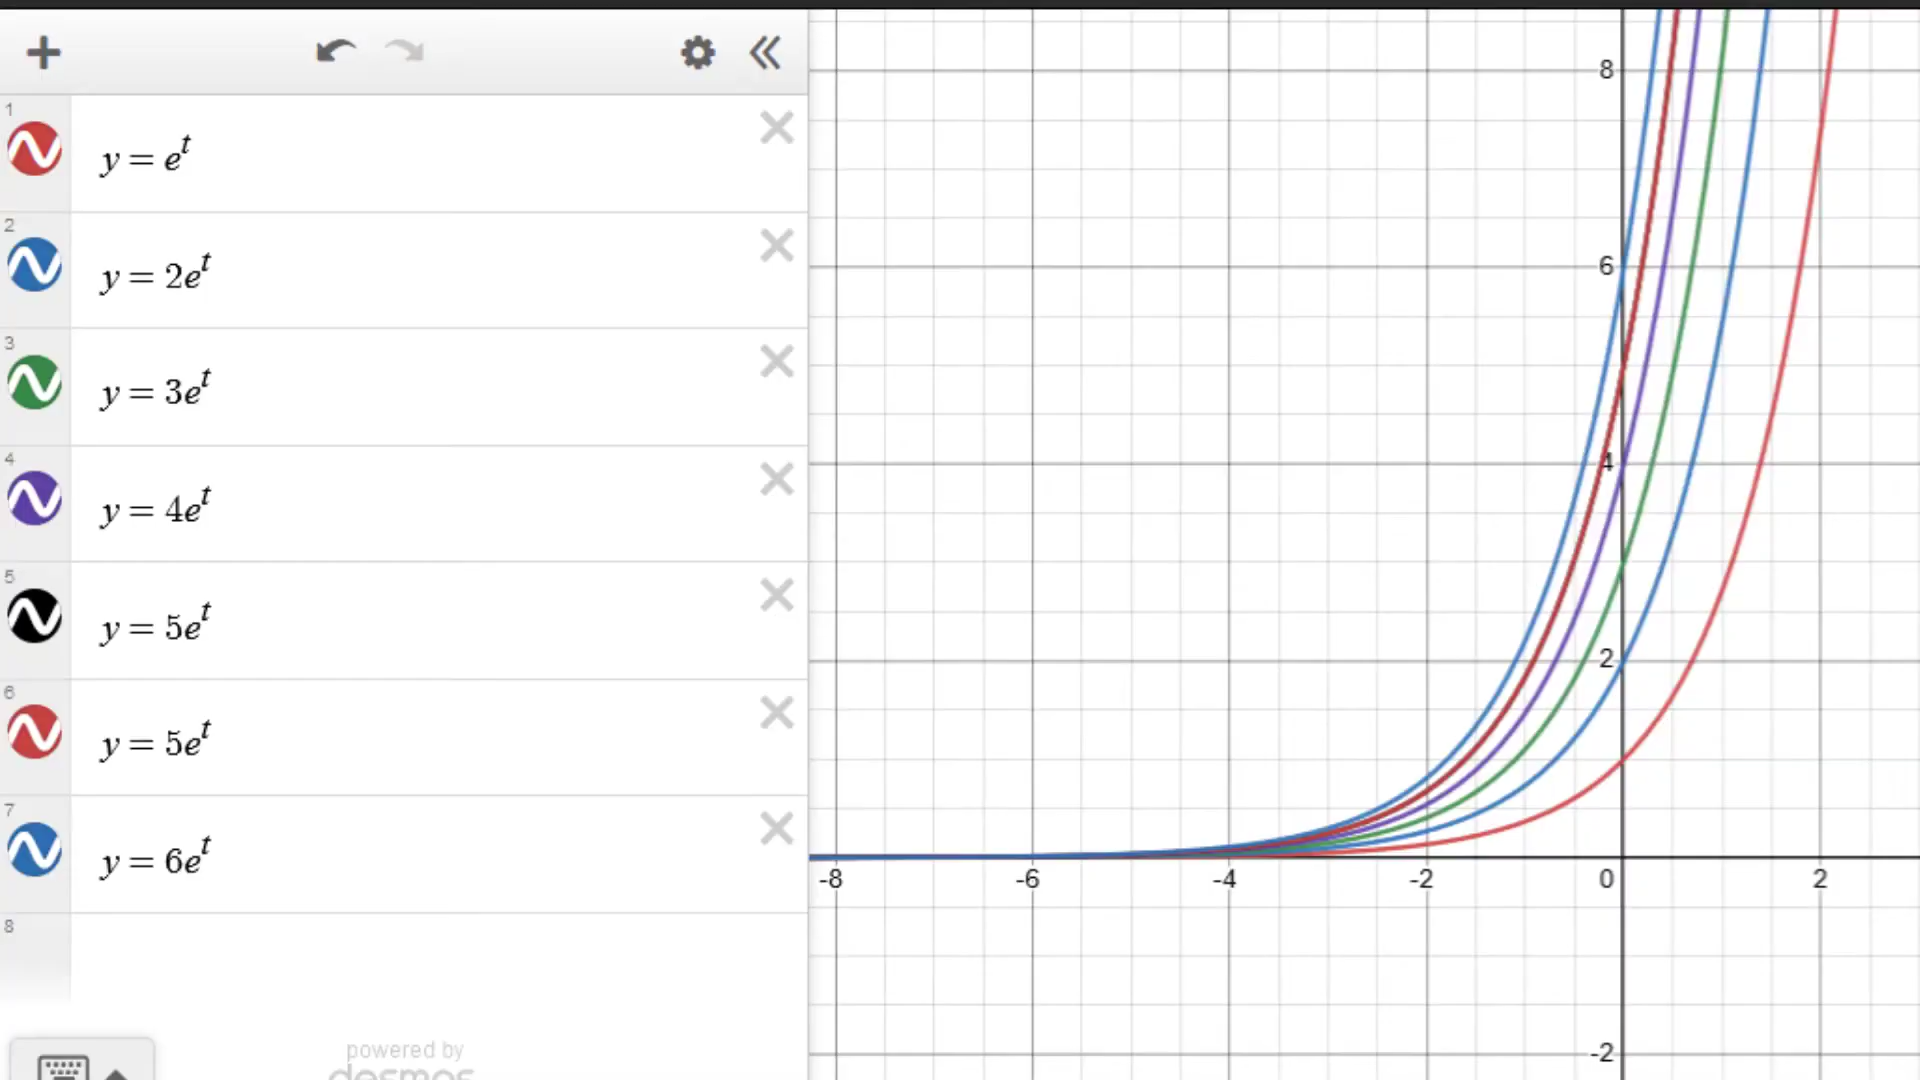 1
y = e^t
2
y = 2e^t
3
y = 3e^t
4
y = 4e^t
5
y = 5e^t
6
y = 5e^t
7
y = 6e^t
8
powered by
desmos
8
6
4
2
-8 -6 -4 -2 0 2
-2